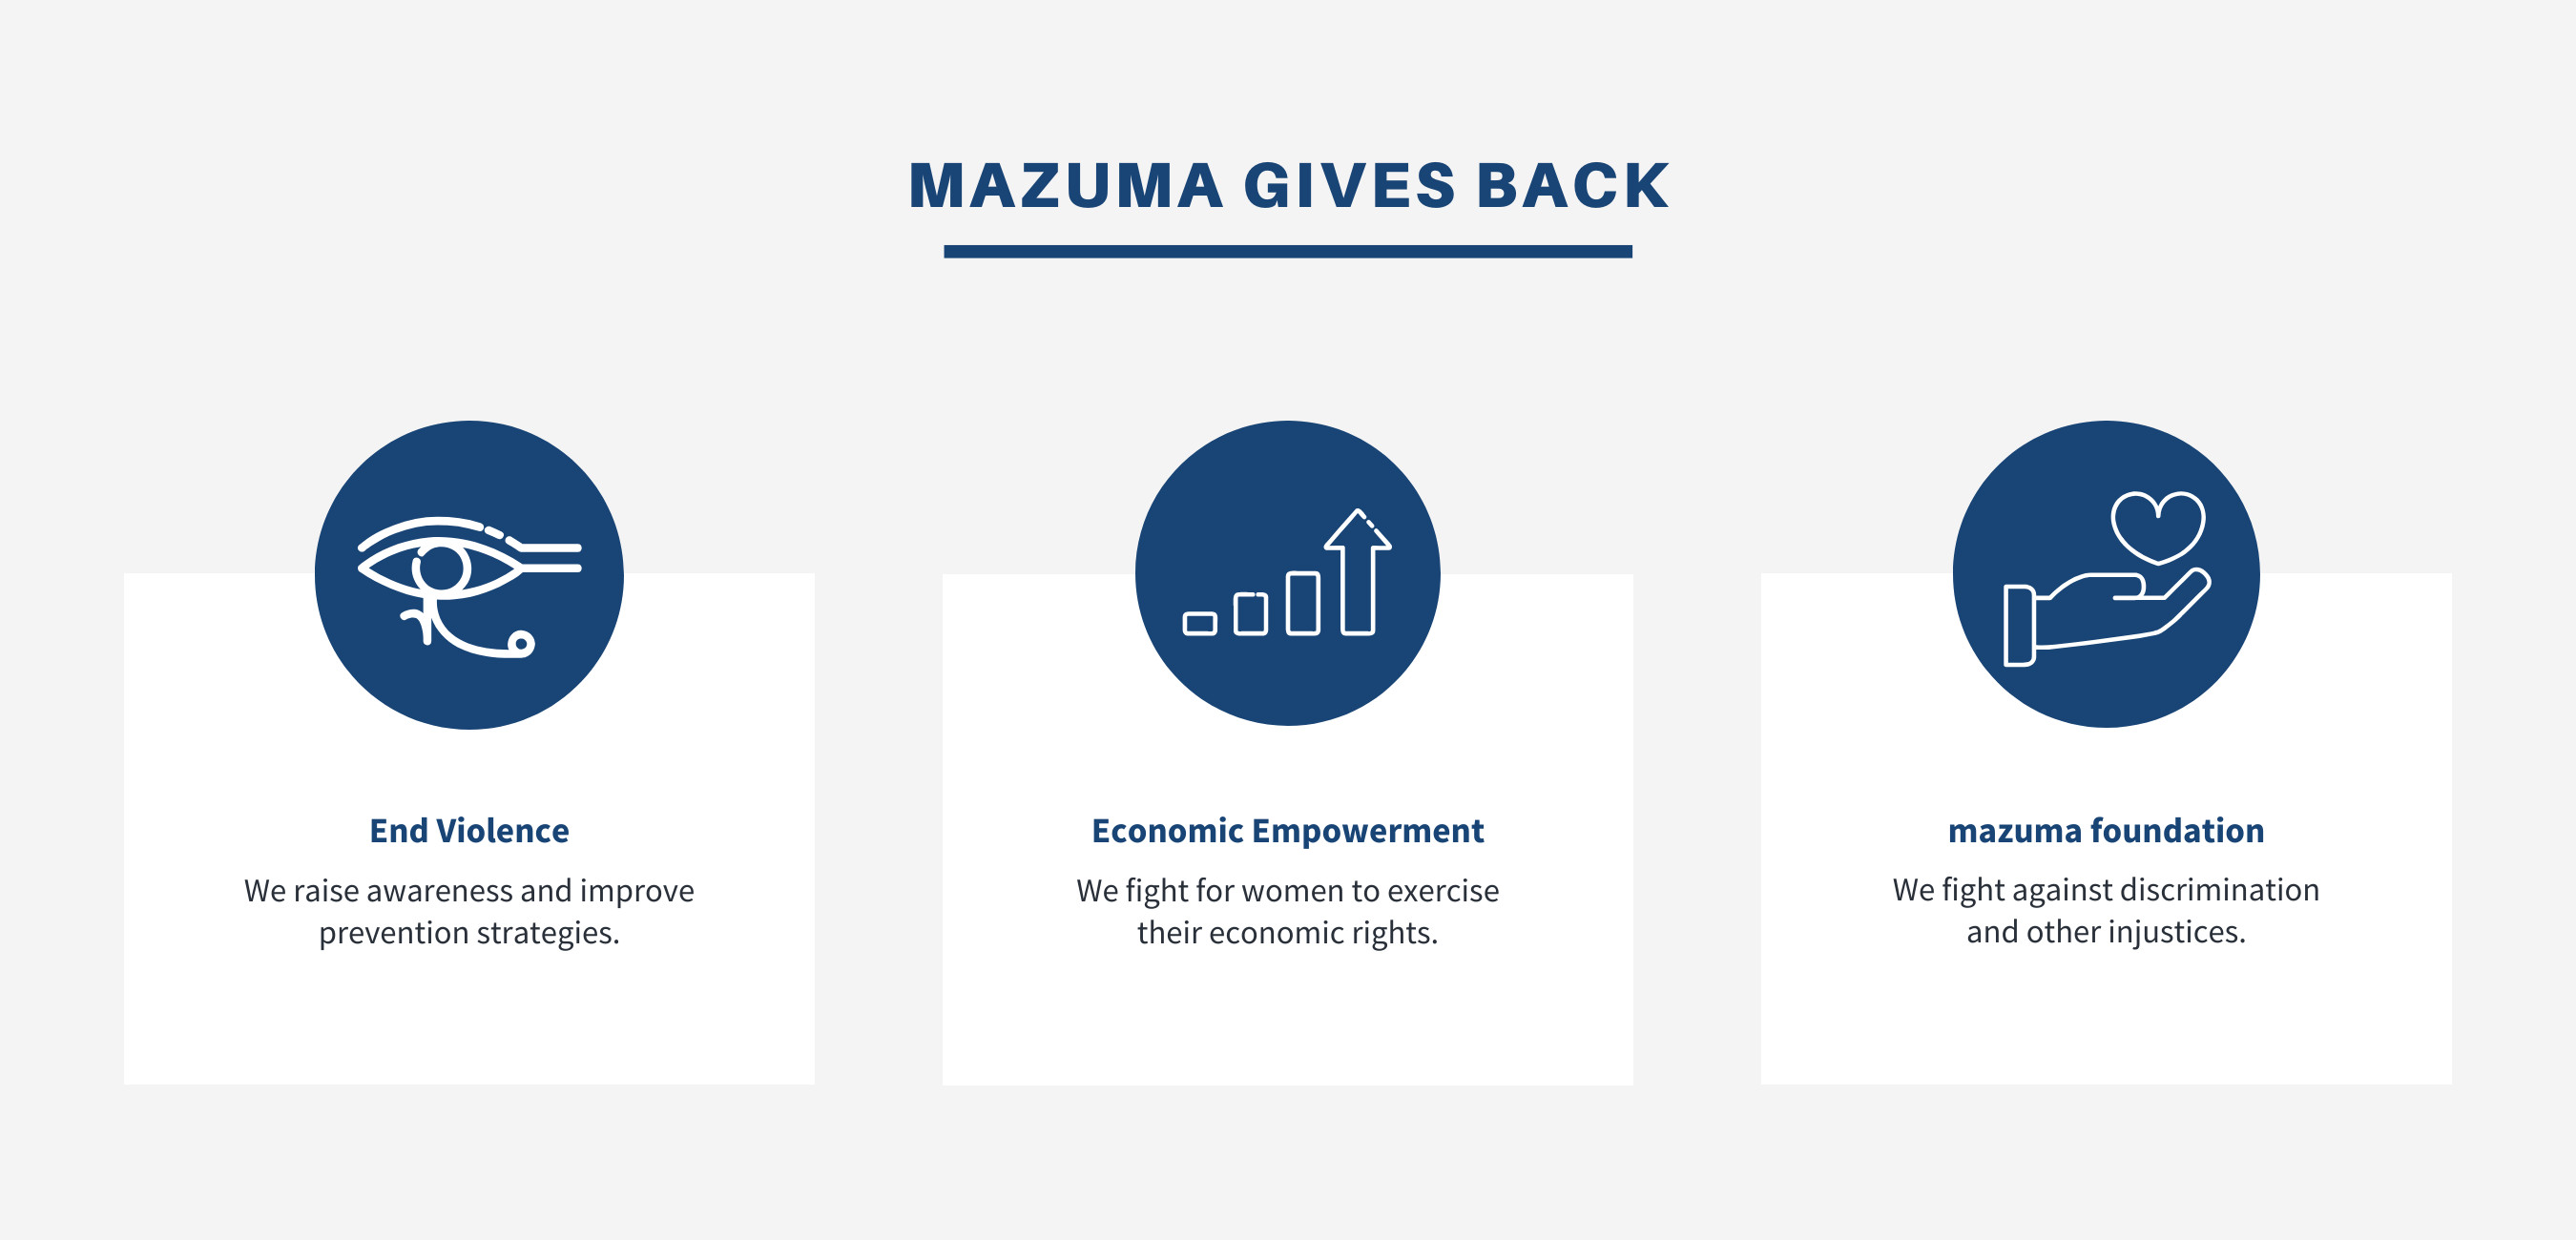 MAZUMA GIVES BACK
End Violence
We raise awareness and improve
prevention strategies.
Economic Empowerment
We fight for women to exercise
their economic rights.
mazuma foundation
We fight against discrimination
and other injustices.